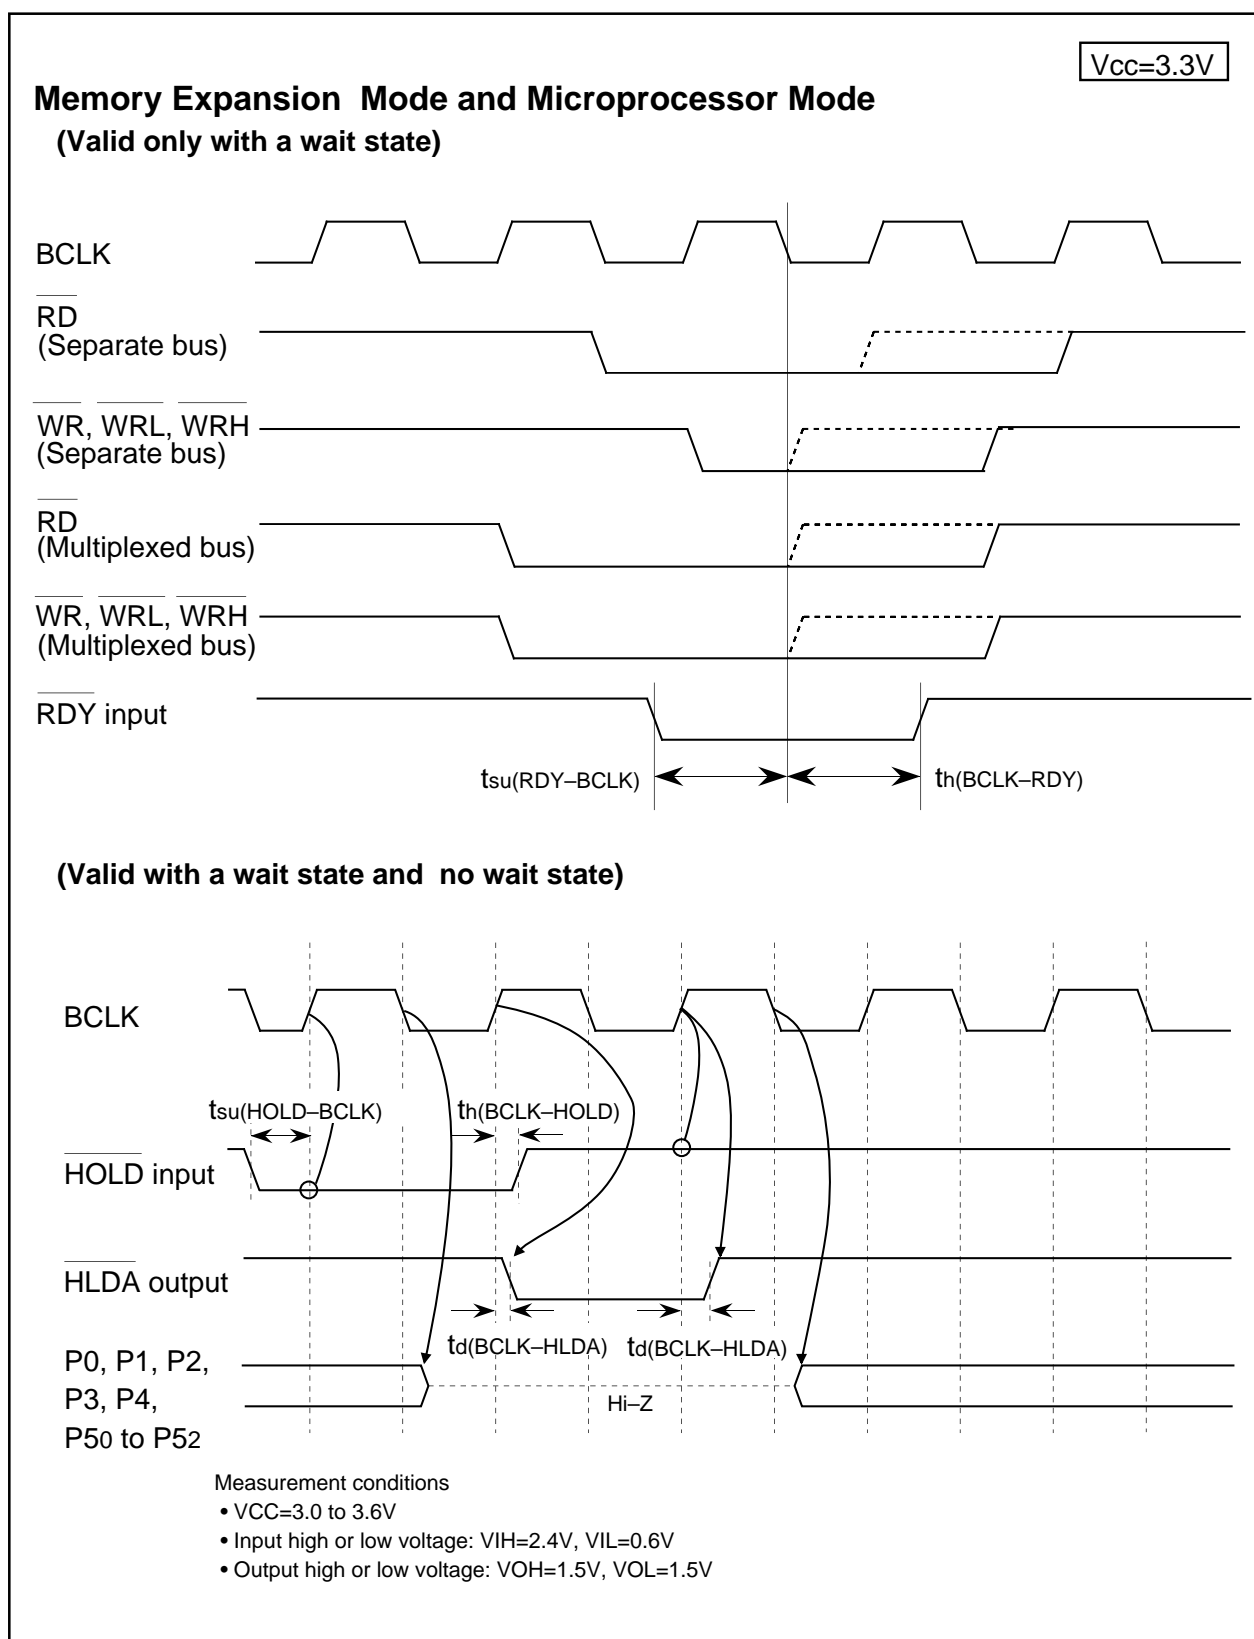 Vcc=3.3V
Memory Expansion Mode and Microprocessor Mode
(Valid only with a wait state)
BCLK
RD
(Separate bus)
WR, WRL, WRH
(Separate bus)
RD
(Multiplexed bus)
WR, WRL, WRH
(Multiplexed bus)
RDY input
tsu(RDY–BCLK)
th(BCLK–RDY)
(Valid with a wait state and no wait state)
BCLK
tsu(HOLD–BCLK)
th(BCLK–HOLD)
HOLD input
HLDA output
td(BCLK–HLDA)
td(BCLK–HLDA)
P0, P1, P2,
P3, P4,
P50 to P52
Hi–Z
Measurement conditions
• VCC=3.0 to 3.6V
• Input high or low voltage: VIH=2.4V, VIL=0.6V
• Output high or low voltage: VOH=1.5V, VOL=1.5V